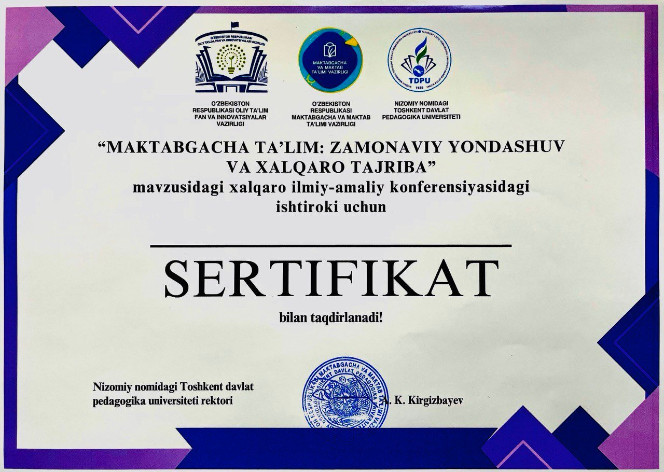 O'ZBEKISTON
RESPUBLIKASI OLIY TA'LIM
FAN VA INNOVATSIYALAR
VAZIRLIGI
MAKTABGACHA
VA MAKTAB
TA'LIMI VAZIRLIGI
O'ZBEKISTON
RESPUBLIKASI
MAKTABGACHA VA MAKTAB
TA'LIMI VAZIRLIGI
TDPU
NIZOMIY NOMIDAGI
TOSHKENT DAVLAT
PEDAGOGIKA UNIVERSITETI
“MAKTABGACHA TA’LIM: ZAMONAVIY YONDASHUV
VA XALQARO TAJRIBA”
mavzusidagi xalqaro ilmiy-amaliy konferensiyasidagi
ishtiroki uchun
SERTIFIKAT
bilan taqdirlanadi!
Nizomiy nomidagi Toshkent davlat
pedagogika universiteti rektori
A. K. Kirgizbayev